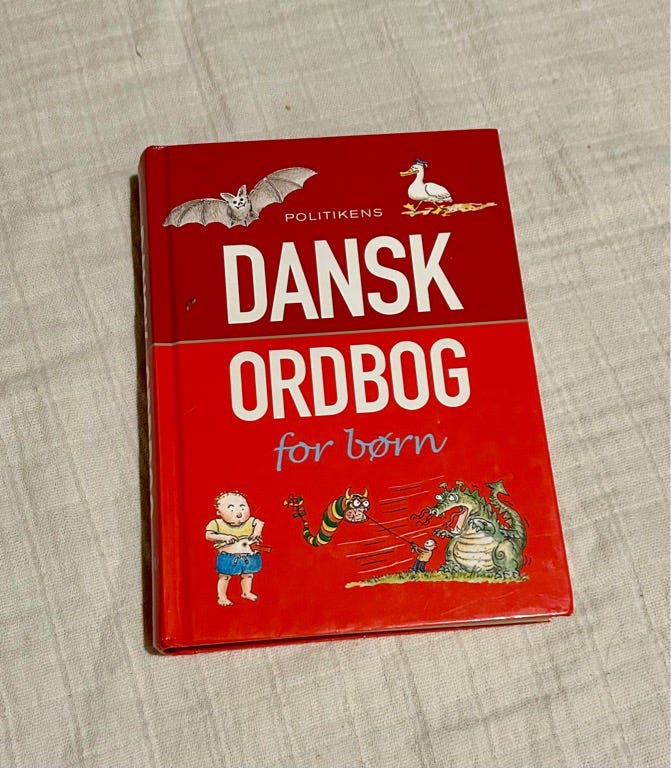 POLITIKENS
DANSK
ORDBOG
for børn